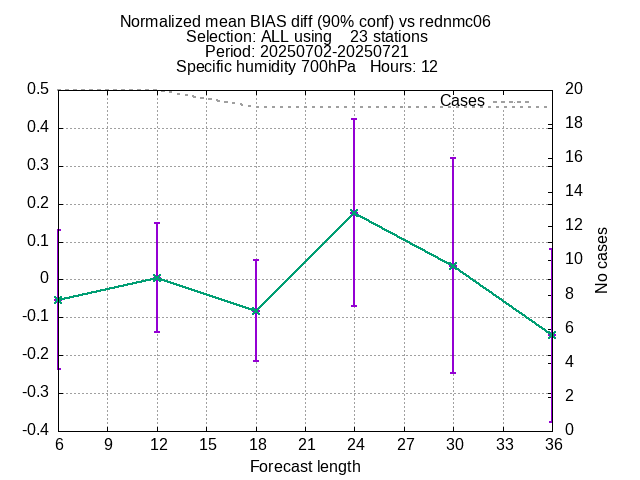 Normalized mean BIAS diff (90% conf) vs rednmc06
Selection: ALL using    23 stations
Period: 20250702-20250721
Specific humidity 700hPa   Hours: 12
0.5
0.4
0.3
0.2
0.1
0
-0.1
-0.2
-0.3
-0.4
Cases
20
18
16
14
12
10
8
6
4
2
0
No cases
6 9 12 15 18 21 24 27 30 33 36
Forecast length